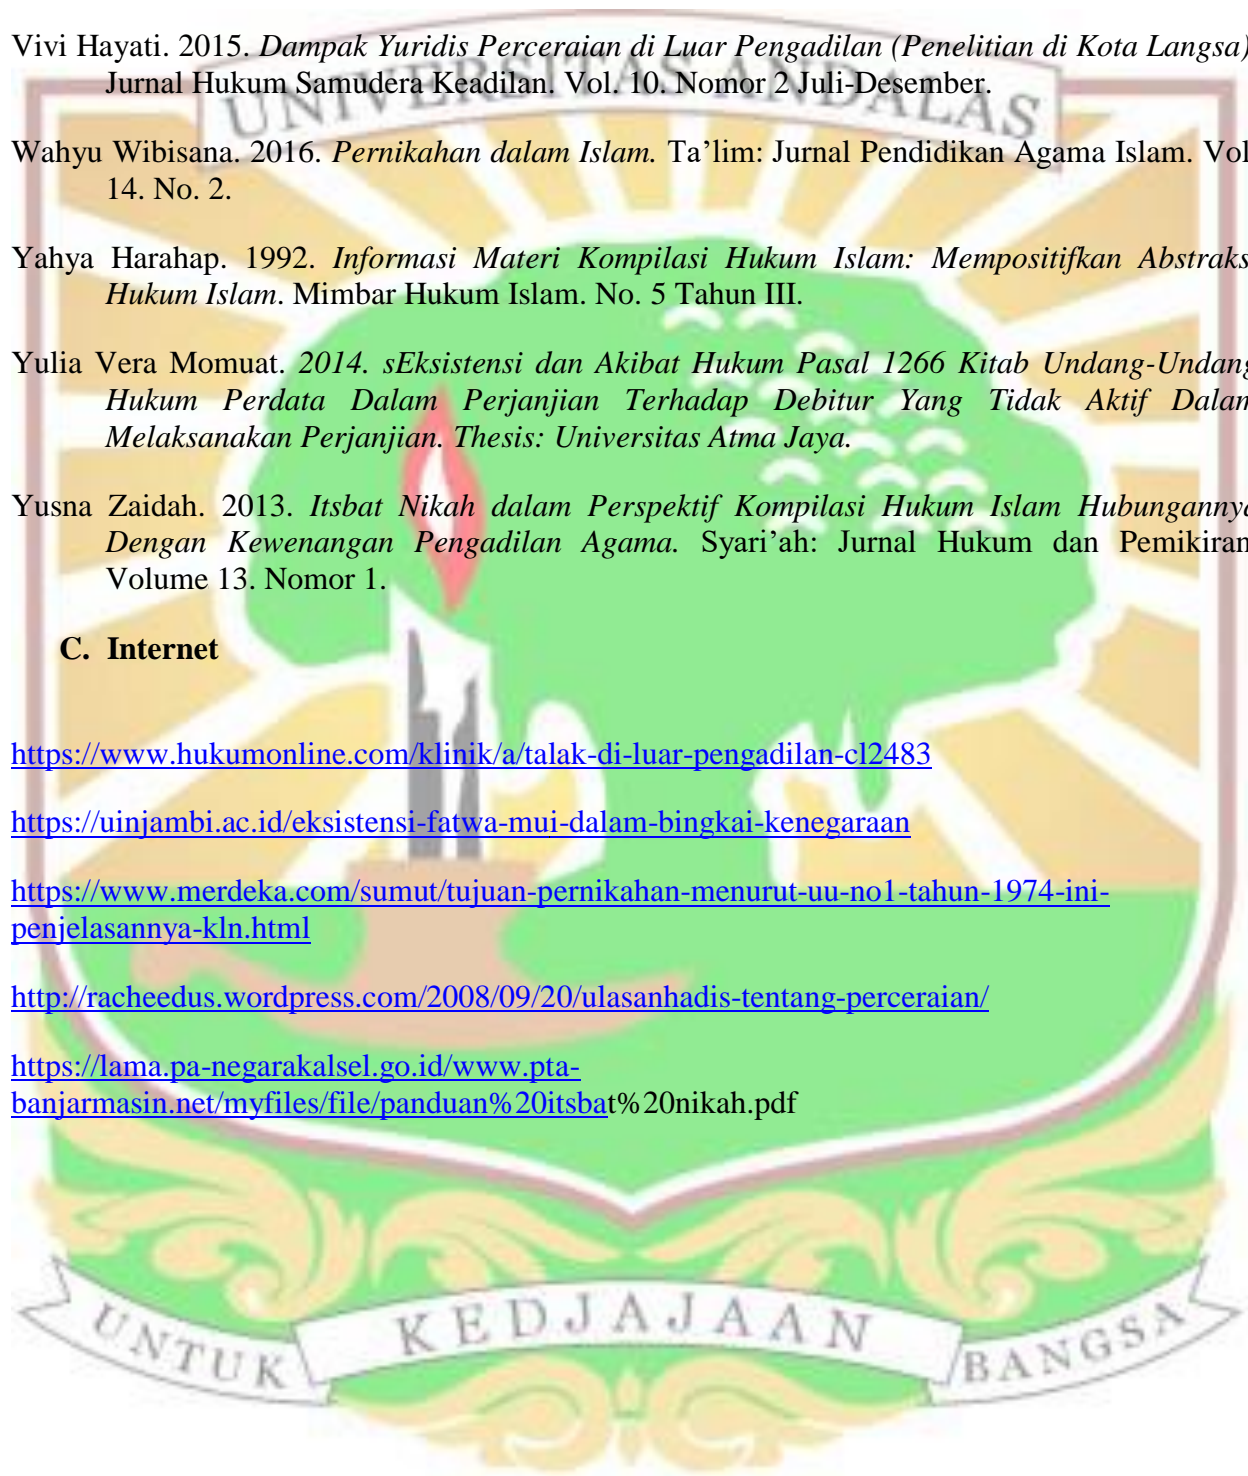 Vivi Hayati. 2015. Dampak Yuridis Perceraian di Luar Pengadilan (Penelitian di Kota Langsa)
Jurnal Hukum Samudera Keadilan. Vol. 10. Nomor 2 Juli-Desember.
UNIVERSITAS ANDALAS
Wahyu Wibisana. 2016. Pernikahan dalam Islam. Ta’lim: Jurnal Pendidikan Agama Islam. Vol
14. No. 2.
Yahya Harahap. 1992. Informasi Materi Kompilasi Hukum Islam: Mempositifkan Abstraks
Hukum Islam. Mimbar Hukum Islam. No. 5 Tahun III.
Yulia Vera Momuat. 2014. sEksistensi dan Akibat Hukum Pasal 1266 Kitab Undang-Undang
Hukum Perdata Dalam Perjanjian Terhadap Debitur Yang Tidak Aktif Dalam
Melaksanakan Perjanjian. Thesis: Universitas Atma Jaya.
Yusna Zaidah. 2013. Itsbat Nikah dalam Perspektif Kompilasi Hukum Islam Hubungannya
Dengan Kewenangan Pengadilan Agama. Syari’ah: Jurnal Hukum dan Pemikiran
Volume 13. Nomor 1.
C. Internet
https://www.hukumonline.com/klinik/a/talak-di-luar-pengadilan-cl2483
https://uinjambi.ac.id/eksistensi-fatwa-mui-dalam-bingkai-kenegaraan
https://www.merdeka.com/sumut/tujuan-pernikahan-menurut-uu-no1-tahun-1974-ini-
penjelasannya-kln.html
http://racheedus.wordpress.com/2008/09/20/ulasanhadis-tentang-perceraian/
https://lama.pa-negarakalsel.go.id/www.pta-
banjarmasin.net/myfiles/file/panduan%20itsbat%20nikah.pdf
UNTUK KEDJAJAAN BANGSA